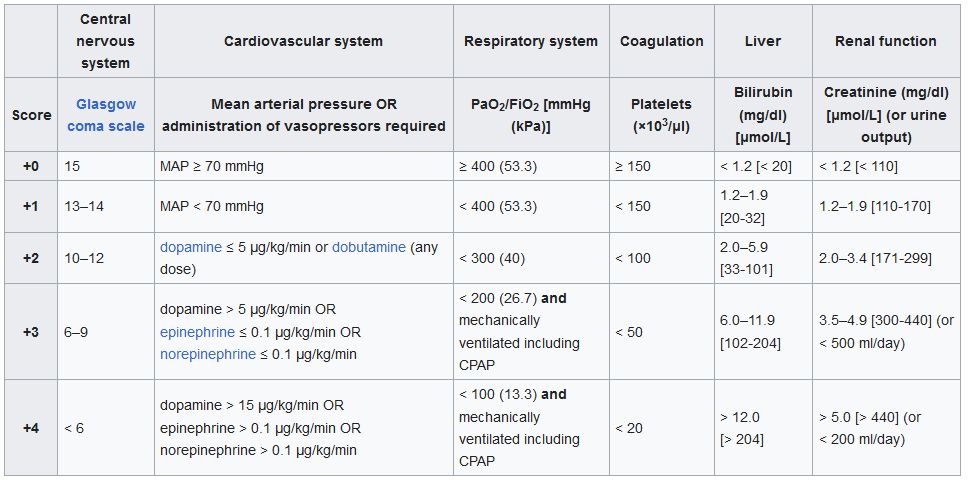 Central nervous system
Cardiovascular system
Respiratory system
Coagulation
Liver
Renal function
Score
Glasgow coma scale
Mean arterial pressure OR
administration of vasopressors required
PaO2/FiO2 [mmHg
(kPa)]
Platelets
(×10³/µl)
Bilirubin
(mg/dl)
[µmol/L]
Creatinine (mg/dl)
[µmol/L] (or urine
output)
+0
15
MAP ≥ 70 mmHg
≥ 400 (53.3)
≥ 150
< 1.2 [< 20]
< 1.2 [< 110]
+1
13–14
MAP < 70 mmHg
< 400 (53.3)
< 150
1.2–1.9
[20-32]
1.2–1.9 [110-170]
+2
10–12
dopamine ≤ 5 µg/kg/min or dobutamine (any
dose)
< 300 (40)
< 100
2.0–5.9
[33-101]
2.0–3.4 [171-299]
+3
6–9
dopamine > 5 µg/kg/min OR
epinephrine ≤ 0.1 µg/kg/min OR
norepinephrine ≤ 0.1 µg/kg/min
< 200 (26.7) and
mechanically
ventilated including
CPAP
< 50
6.0–11.9
[102-204]
3.5–4.9 [300-440] (or
< 500 ml/day)
+4
< 6
dopamine > 15 µg/kg/min OR
epinephrine > 0.1 µg/kg/min OR
norepinephrine > 0.1 µg/kg/min
< 100 (13.3) and
mechanically
ventilated including
CPAP
< 20
> 12.0
[> 204]
> 5.0 [> 440] (or
< 200 ml/day)